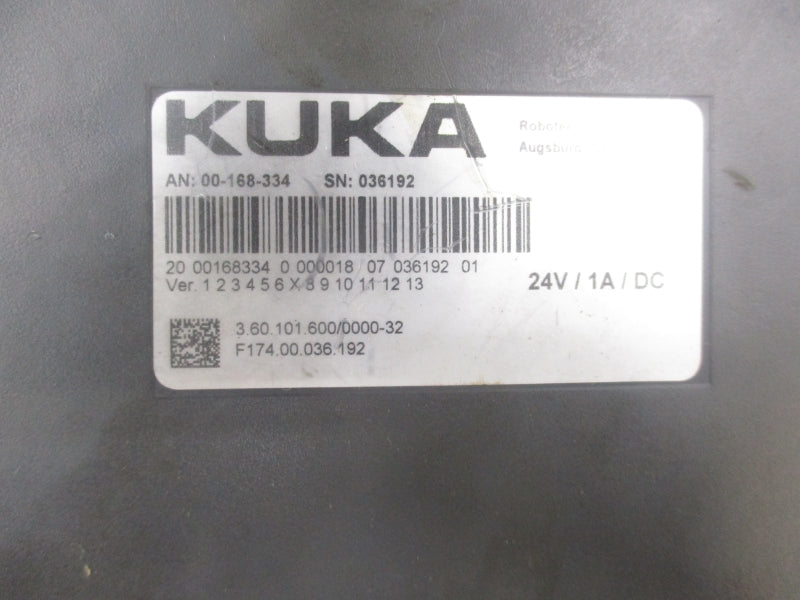 KUKA
Augsburg
AN: 00-168-334 SN: 036192
20 00168334 0 000018 07 036192 01
Ver. 1 2 3 4 5 6 X 8 9 10 11 12 13
24V / 1A / DC
3.60.101.600/0000-32
F174.00.036.192